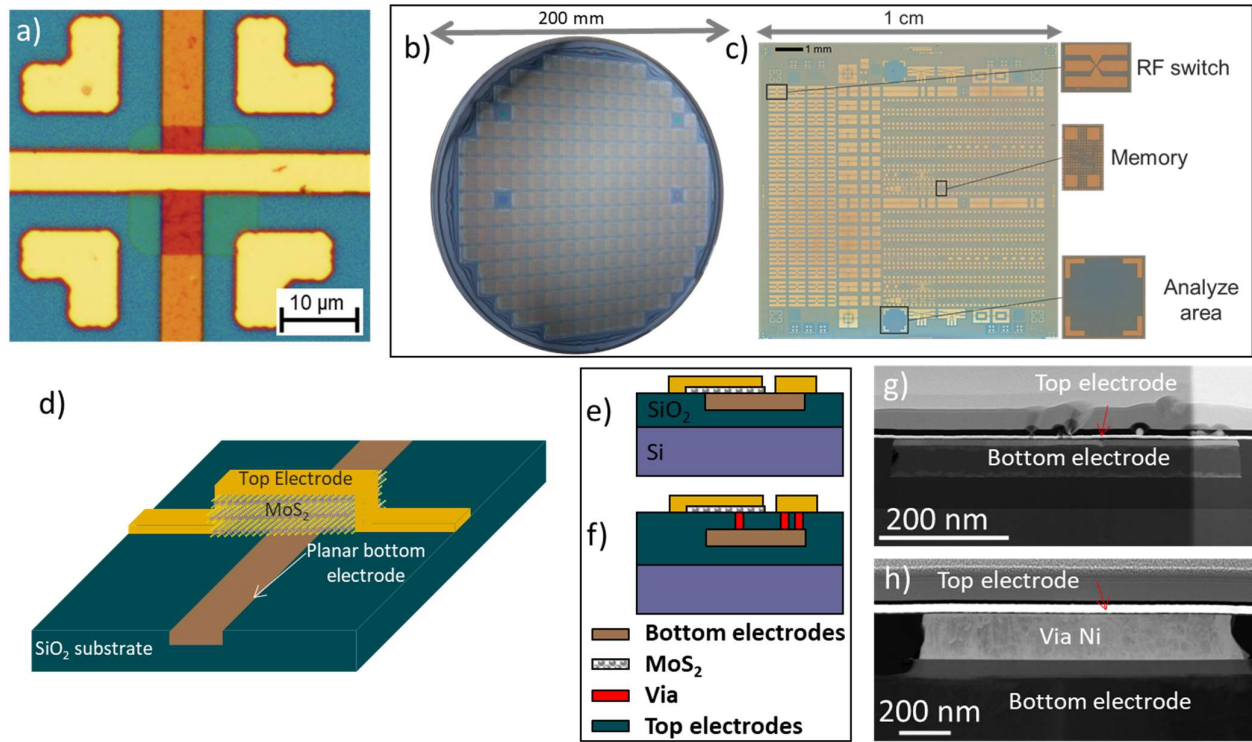 a)
10 µm
200 mm
b)
1 cm
c)
1 mm
RF switch
Memory
Analyze
area
d)
Top Electrode
MoS₂
Planar bottom
electrode
SiO₂ substrate
e)
SiO₂
Si
f)
Bottom electrodes
MoS₂
Via
Top electrodes
g)
Top electrode
Bottom electrode
200 nm
h)
Top electrode
Via Ni
Bottom electrode
200 nm